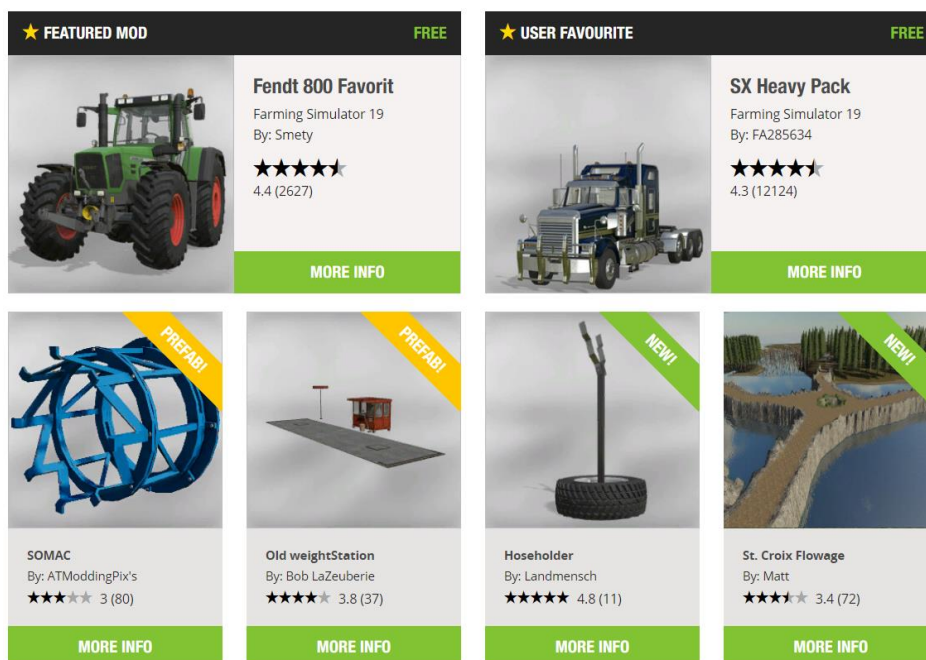 FEATURED MOD
FREE
Fendt 800 Favorit
Farming Simulator 19
By: Smety
4.4 (2627)
MORE INFO
USER FAVOURITE
FREE
SX Heavy Pack
Farming Simulator 19
By: FA285634
4.3 (12124)
MORE INFO
PREFAB!
SOMAC
By: ATModdingPix's
3 (80)
MORE INFO
PREFAB!
Old weightStation
By: Bob LaZeuberie
3.8 (37)
MORE INFO
NEW!
Hoseholder
By: Landmensch
4.8 (11)
MORE INFO
NEW!
St. Croix Flowage
By: Matt
3.4 (72)
MORE INFO